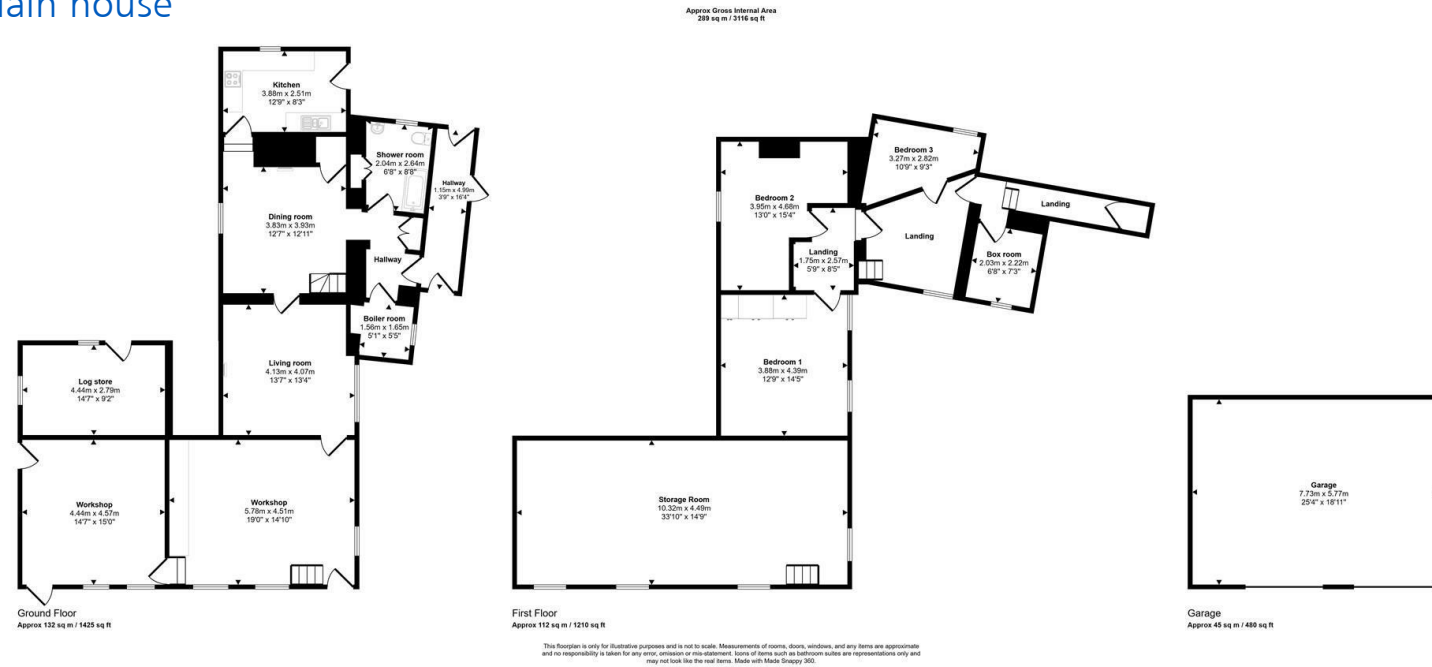 ain house
Approx Gross Internal Area
289 sq m / 3116 sq ft
Kitchen
3.88m x 2.51m
12'9" x 8'3"
Shower room
2.04m x 2.64m
6'8" x 8'8"
Hallway
1.15m x 4.99m
3'9" x 16'4"
Dining room
3.83m x 3.93m
12'7" x 12'11"
Hallway
Boiler room
1.56m x 1.65m
5'1" x 5'5"
Living room
4.13m x 4.07m
13'7" x 13'4"
Log store
4.44m x 2.79m
14'7" x 9'2"
Workshop
4.44m x 4.57m
14'7" x 15'0"
Workshop
5.78m x 4.51m
19'0" x 14'10"
Ground Floor
Approx 132 sq m / 1425 sq ft
Bedroom 3
3.27m x 2.82m
10'9" x 9'3"
Bedroom 2
3.95m x 4.68m
13'0" x 15'4"
Landing
Landing
Landing
1.75m x 2.57m
5'9" x 8'5"
Box room
2.03m x 2.22m
6'8" x 7'3"
Bedroom 1
3.88m x 4.39m
12'9" x 14'5"
Storage Room
10.32m x 4.49m
33'10" x 14'9"
First Floor
Approx 112 sq m / 1210 sq ft
Garage
7.73m x 5.77m
25'4" x 18'11"
Garage
Approx 45 sq m / 480 sq ft
This floorplan is only for illustrative purposes and is not to scale. Measurements of rooms, doors, windows, and any items are approximate
and no responsibility is taken for any error, omission or mis-statement. Icons of items such as bathroom suites are representations only and
may not look like the real items. Made with Made Snappy 360.